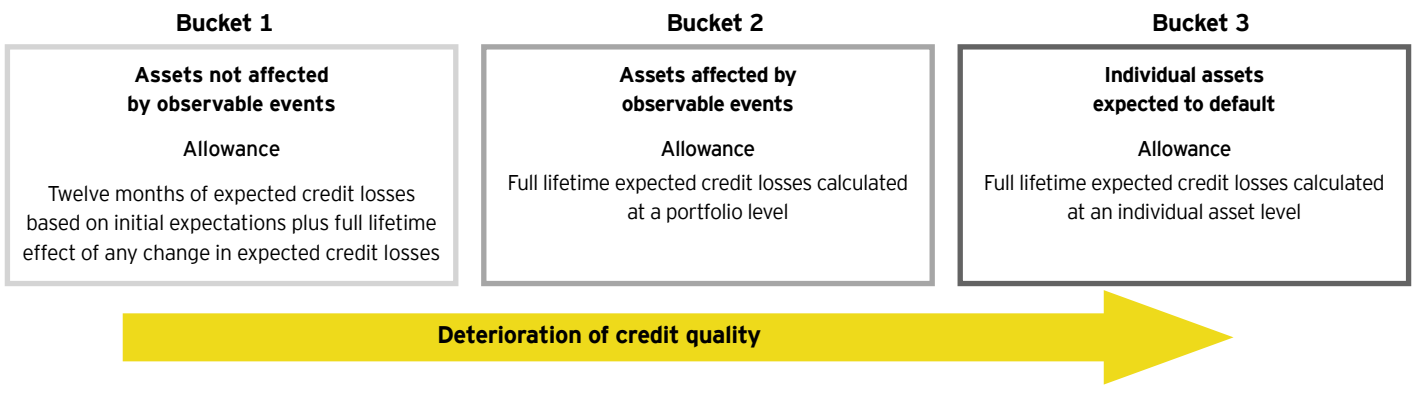 Bucket 1
Assets not affected
by observable events
Allowance
Twelve months of expected credit losses
based on initial expectations plus full lifetime
effect of any change in expected credit losses
Bucket 2
Assets affected by
observable events
Allowance
Full lifetime expected credit losses calculated
at a portfolio level
Bucket 3
Individual assets
expected to default
Allowance
Full lifetime expected credit losses calculated
at an individual asset level
Deterioration of credit quality